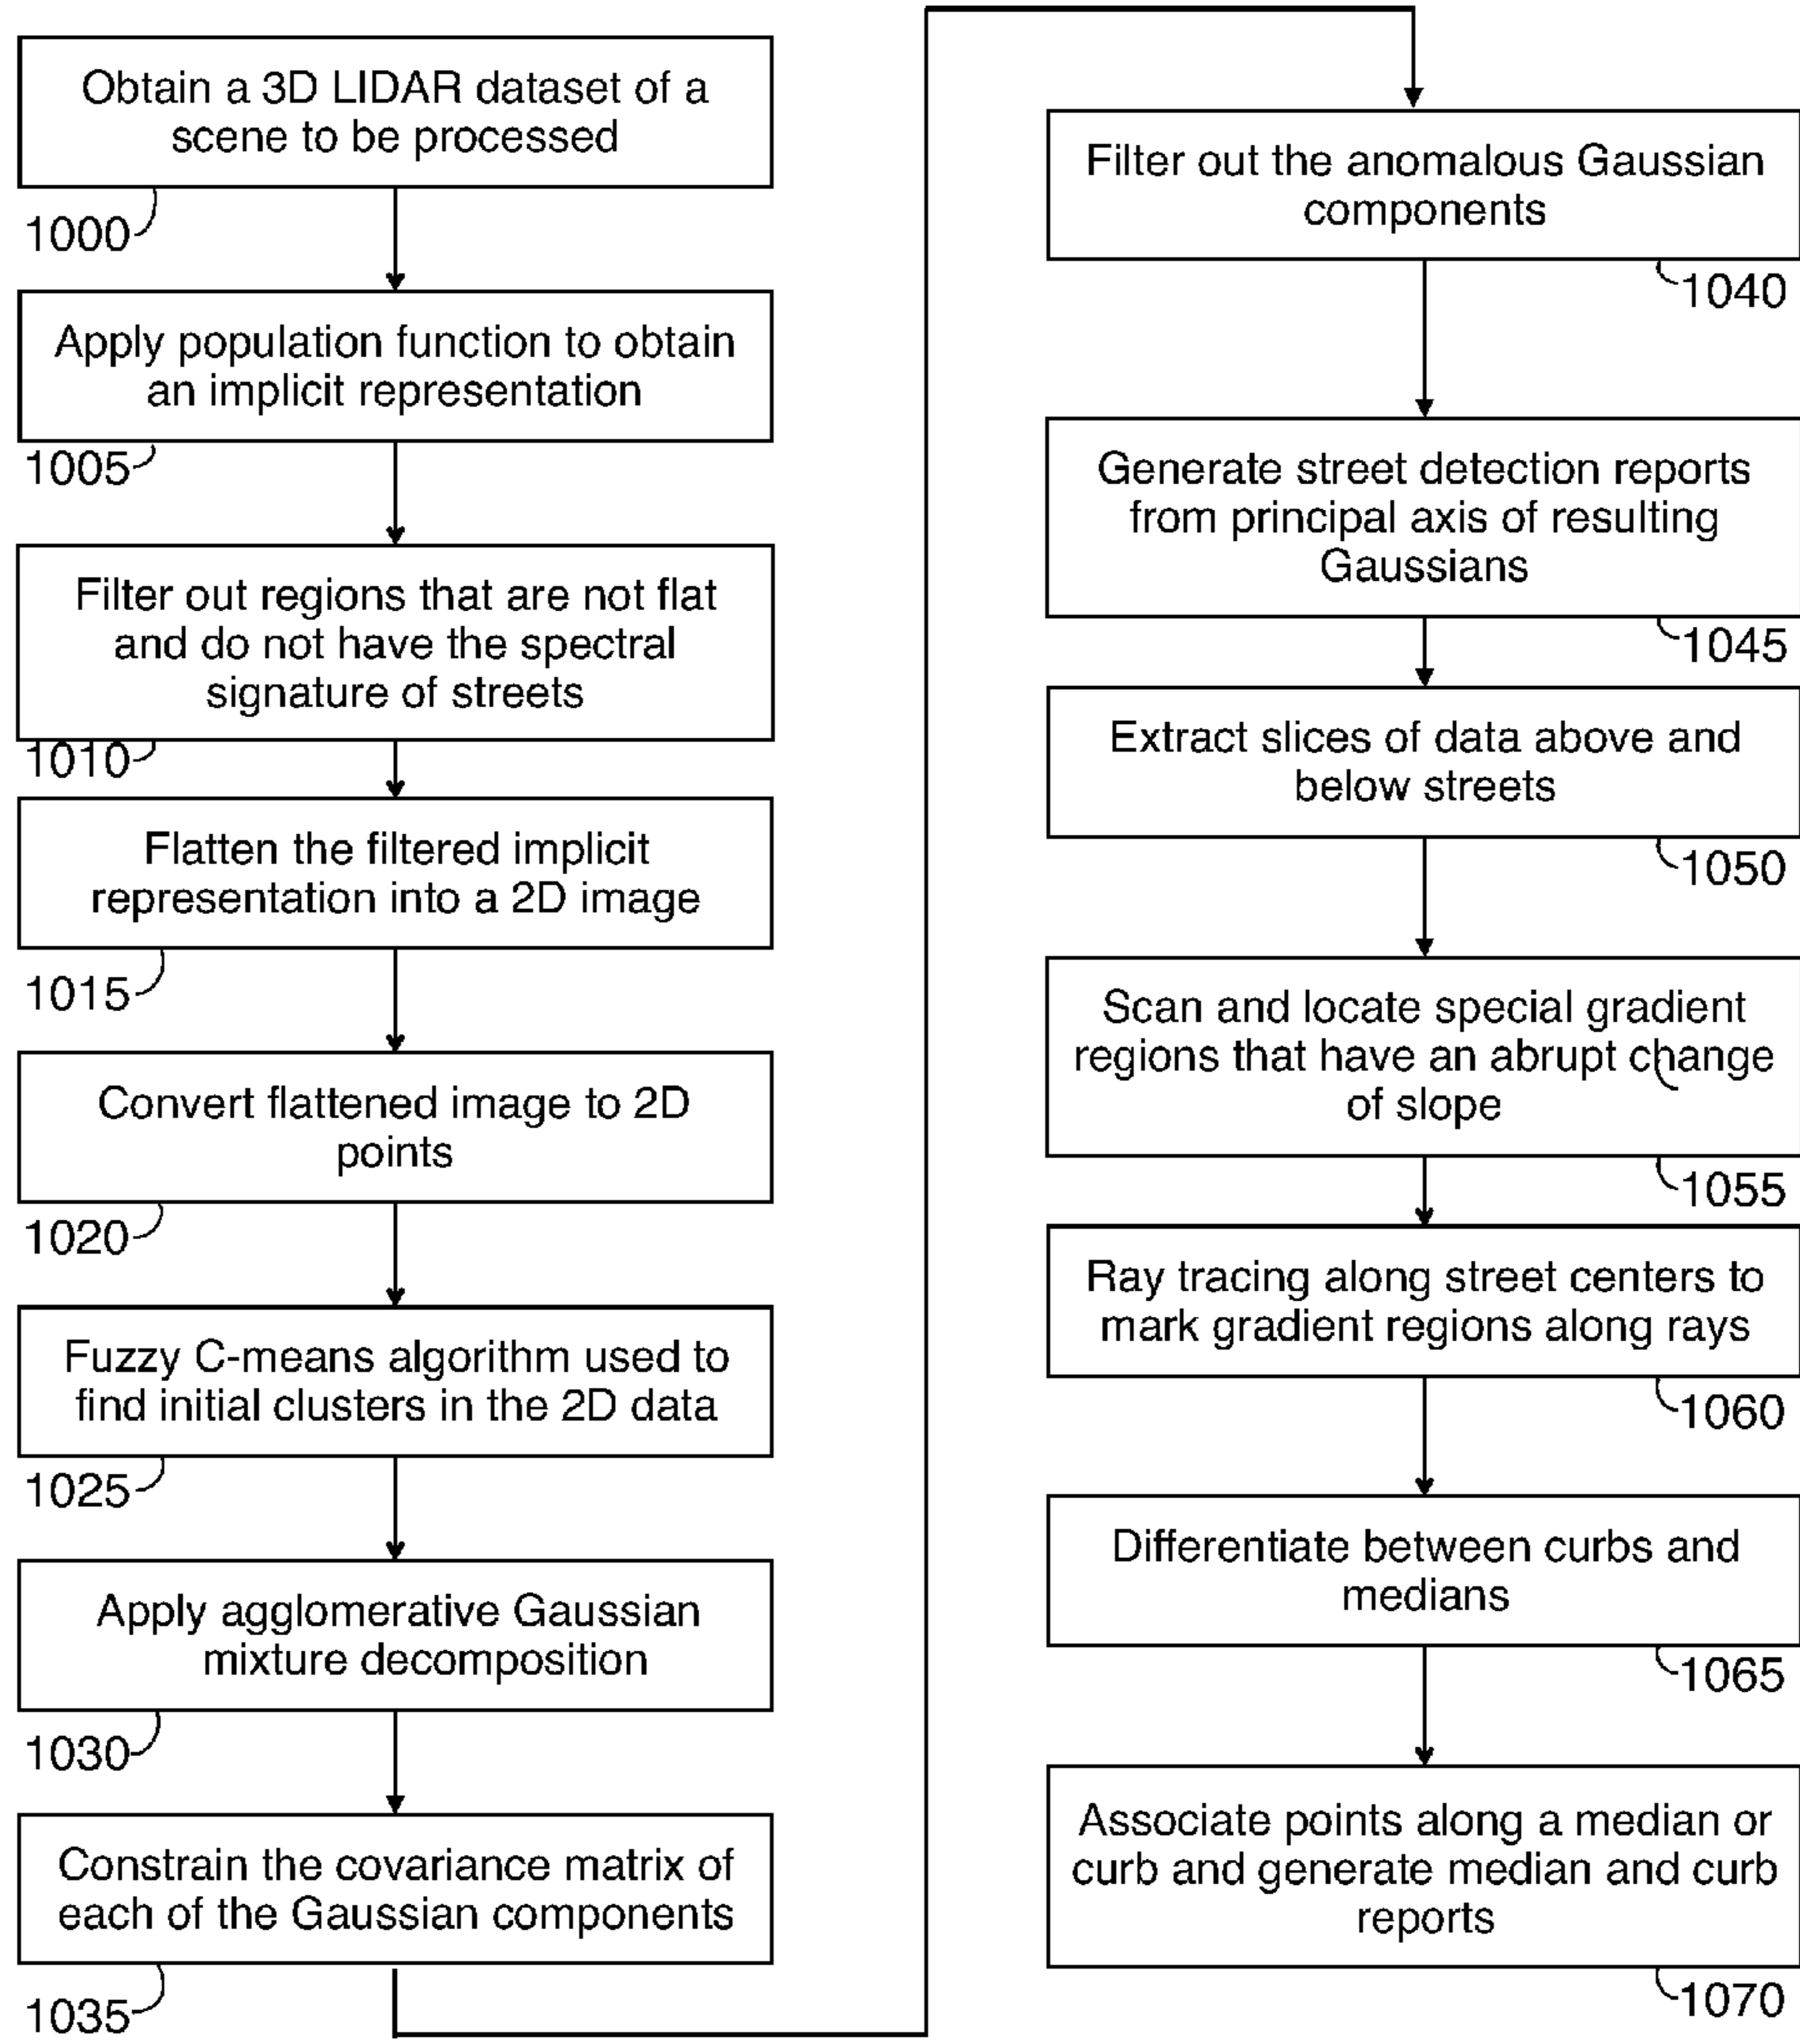 Obtain a 3D LIDAR dataset of a
scene to be processed
1000
Apply population function to obtain
an implicit representation
1005
Filter out regions that are not flat
and do not have the spectral
signature of streets
1010
Flatten the filtered implicit
representation into a 2D image
1015
Convert flattened image to 2D
points
1020
Fuzzy C-means algorithm used to
find initial clusters in the 2D data
1025
Apply agglomerative Gaussian
mixture decomposition
1030
Constrain the covariance matrix of
each of the Gaussian components
1035
Filter out the anomalous Gaussian
components
1040
Generate street detection reports
from principal axis of resulting
Gaussians
1045
Extract slices of data above and
below streets
1050
Scan and locate special gradient
regions that have an abrupt change
of slope
1055
Ray tracing along street centers to
mark gradient regions along rays
1060
Differentiate between curbs and
medians
1065
Associate points along a median or
curb and generate median and curb
reports
1070